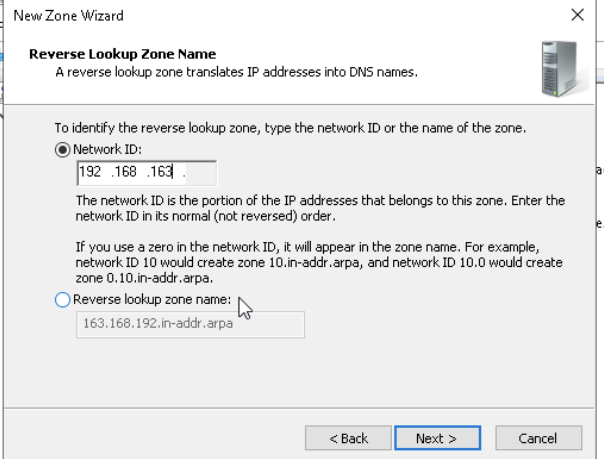 New Zone Wizard
Reverse Lookup Zone Name
A reverse lookup zone translates IP addresses into DNS names.
To identify the reverse lookup zone, type the network ID or the name of the zone.
Network ID:
192 .168 .163 .
The network ID is the portion of the IP addresses that belongs to this zone. Enter the
network ID in its normal (not reversed) order.
If you use a zero in the network ID, it will appear in the zone name. For example,
network ID 10 would create zone 10.in-addr.arpa, and network ID 10.0 would create
zone 0.10.in-addr.arpa.
Reverse lookup zone name:
163.168.192.in-addr.arpa
< Back
Next >
Cancel